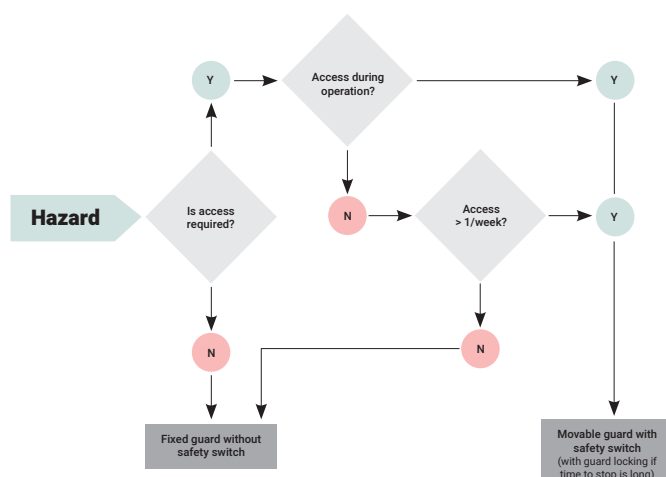 Y
Access during
operation?
Y
Hazard
Is access
required?
N
Access
> 1/week?
Y
N
N
Fixed guard without
safety switch
Movable guard with
safety switch
(with guard locking if
time to stop is long)